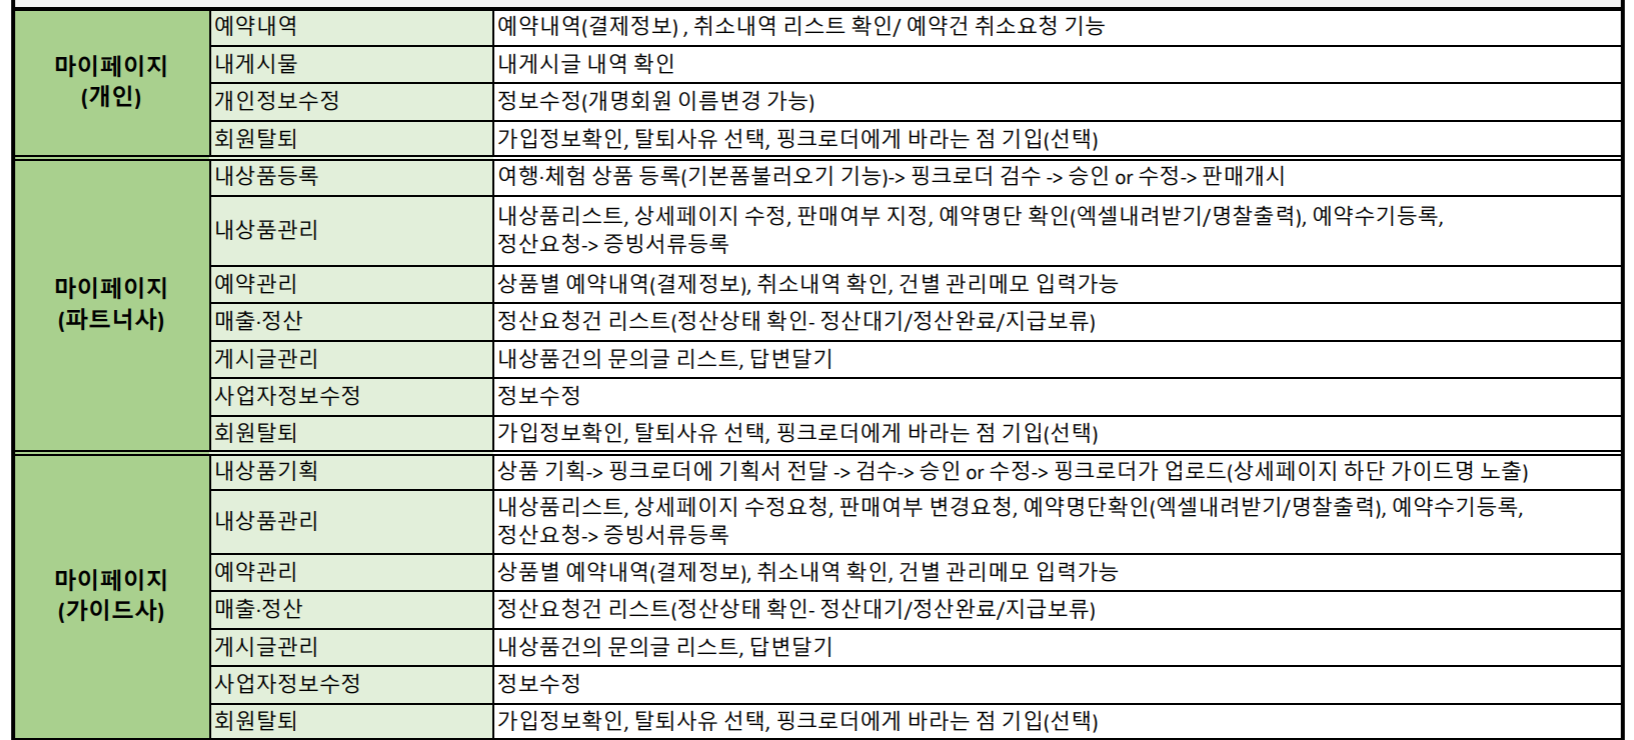 마이페이지
(개인)
예약내역
예약내역(결제정보) , 취소내역 리스트 확인/ 예약건 취소요청 기능
내게시물
내게시글 내역 확인
개인정보수정
정보수정(개명회원 이름변경 가능)
회원탈퇴
가입정보확인, 탈퇴사유 선택, 핑크로더에게 바라는 점 기입(선택)
마이페이지
(파트너사)
내상품등록
여행·체험 상품 등록(기본폼불러오기 기능)-> 핑크로더 검수 -> 승인 or 수정-> 판매개시
내상품관리
내상품리스트, 상세페이지 수정, 판매여부 지정, 예약명단 확인(엑셀내려받기/명찰출력), 예약수기등록,
정산요청-> 증빙서류등록
예약관리
상품별 예약내역(결제정보), 취소내역 확인, 건별 관리메모 입력가능
매출·정산
정산요청건 리스트(정산상태 확인- 정산대기/정산완료/지급보류)
게시글관리
내상품건의 문의글 리스트, 답변달기
사업자정보수정
정보수정
회원탈퇴
가입정보확인, 탈퇴사유 선택, 핑크로더에게 바라는 점 기입(선택)
마이페이지
(가이드사)
내상품기획
상품 기획-> 핑크로더에 기획서 전달 -> 검수-> 승인 or 수정-> 핑크로더가 업로드(상세페이지 하단 가이드명 노출)
내상품관리
내상품리스트, 상세페이지 수정요청, 판매여부 변경요청, 예약명단확인(엑셀내려받기/명찰출력), 예약수기등록,
정산요청-> 증빙서류등록
예약관리
상품별 예약내역(결제정보), 취소내역 확인, 건별 관리메모 입력가능
매출·정산
정산요청건 리스트(정산상태 확인- 정산대기/정산완료/지급보류)
게시글관리
내상품건의 문의글 리스트, 답변달기
사업자정보수정
정보수정
회원탈퇴
가입정보확인, 탈퇴사유 선택, 핑크로더에게 바라는 점 기입(선택)